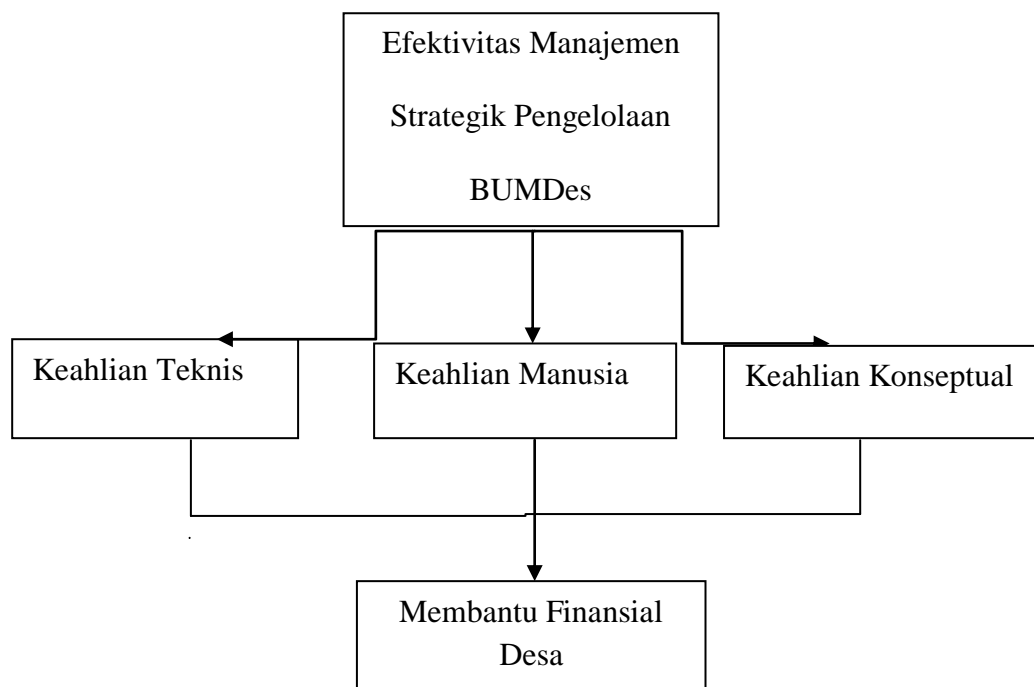 Efektivitas Manajemen
Strategik Pengelolaan
BUMDes
Keahlian Teknis
Keahlian Manusia
Keahlian Konseptual
Membantu Finansial
Desa